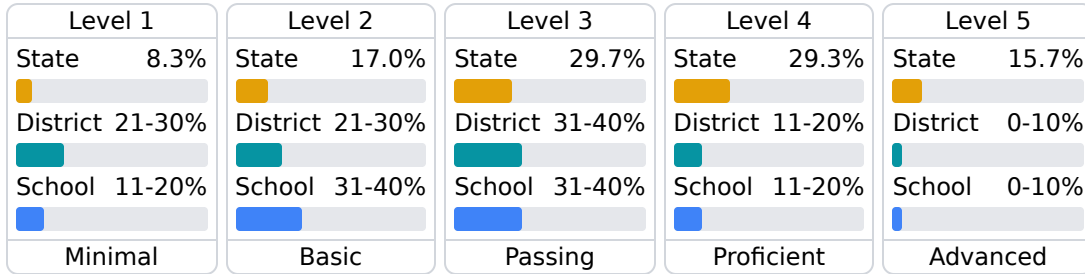 Level 1
State 8.3%
District 21-30%
School 11-20%
Minimal
Level 2
State 17.0%
District 21-30%
School 31-40%
Basic
Level 3
State 29.7%
District 31-40%
School 31-40%
Passing
Level 4
State 29.3%
District 11-20%
School 11-20%
Proficient
Level 5
State 15.7%
District 0-10%
School 0-10%
Advanced